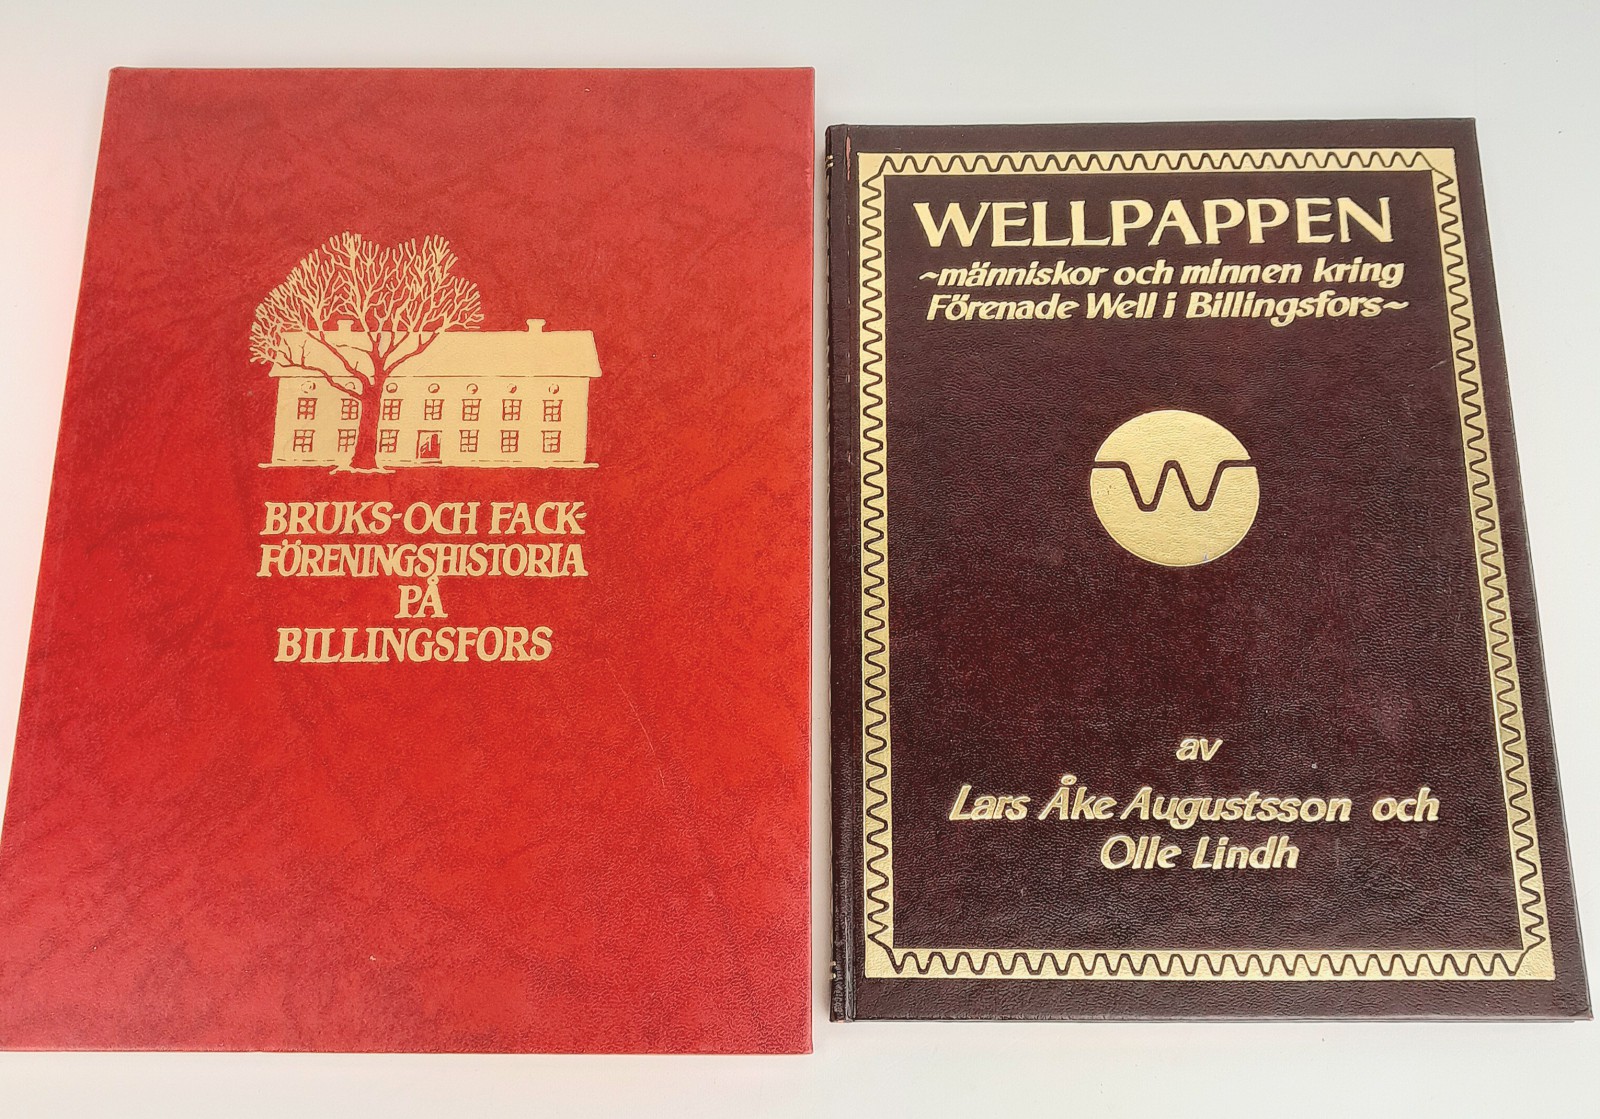 BRUKS-OCH FACK-
FÖRENINGSHISTORIA
PÅ
BILLINGSFORS
WELLPAPPEN
~människor och minnen kring
Förenade Well i Billingsfors~
W
av
Lars Åke Augustsson och
Olle Lindh